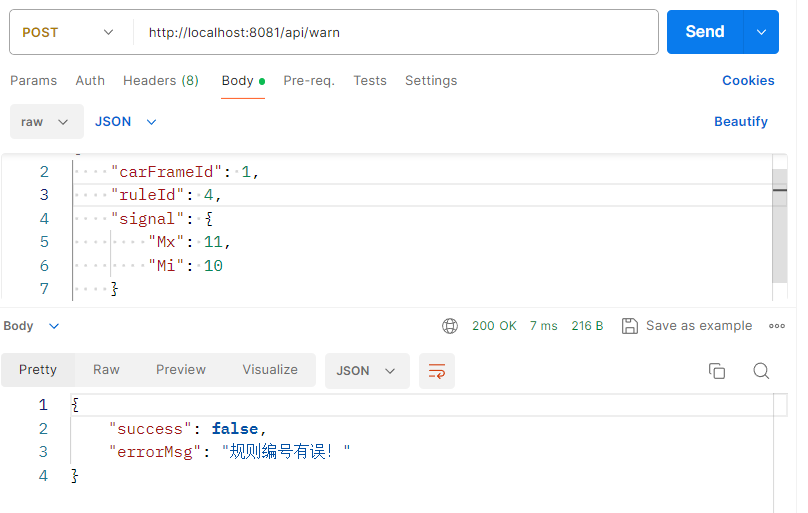 POST http://localhost:8081/api/warn Send
Params Auth Headers (8) Body Pre-req. Tests Settings Cookies
raw JSON Beautify
2 "carFrameId": 1,
3 "ruleId": 4,
4 "signal": {
5 "Mx": 11,
6 "Mi": 10
7 }
Body 200 OK 7 ms 216 B Save as example
Pretty Raw Preview Visualize JSON
1 {
2 "success": false,
3 "errorMsg": "规则编号有误！"
4 }